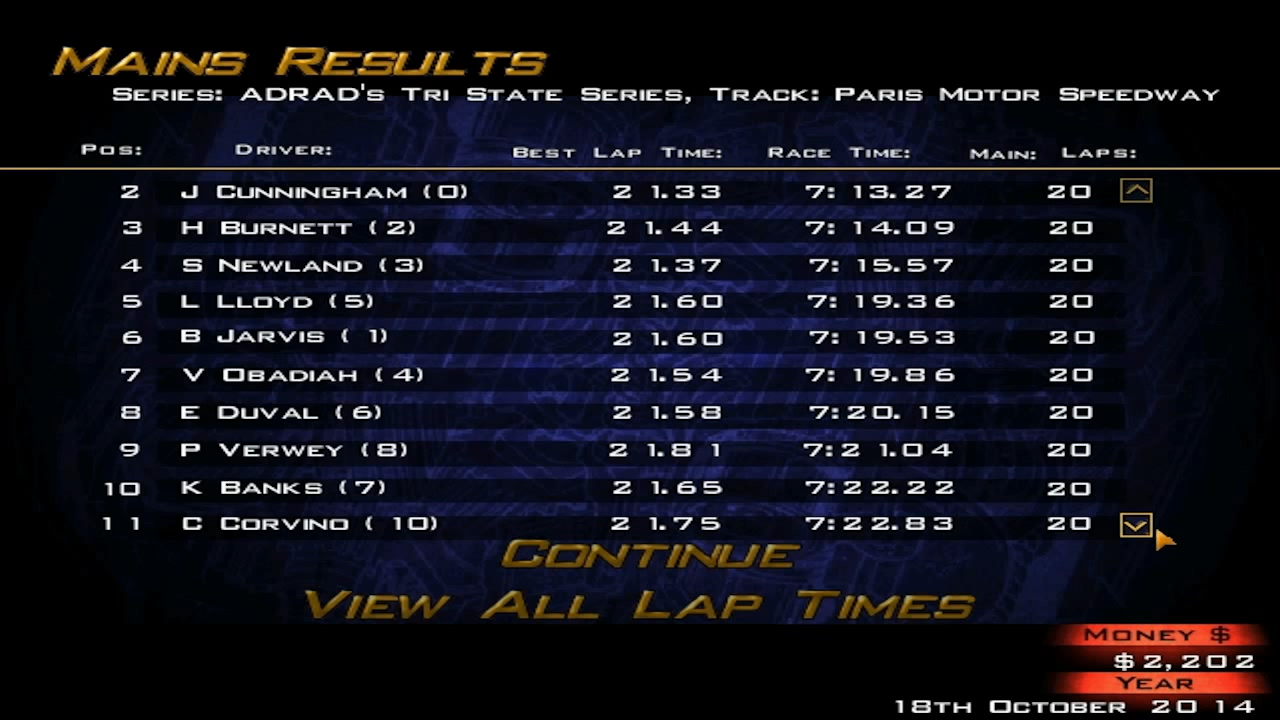 Mains Results
Series: ADRAD's Tri State Series, Track: Paris Motor Speedway
Pos: Driver: Best Lap Time: Race Time: Main: Laps:
2 J Cunningham (0) 21.33 7:13.27 20
3 H Burnett (2) 21.44 7:14.09 20
4 S Newland (3) 21.37 7:15.57 20
5 L Lloyd (5) 21.60 7:19.36 20
6 B Jarvis (1) 21.60 7:19.53 20
7 V Obadiah (4) 21.54 7:19.86 20
8 E Duval (6) 21.58 7:20.15 20
9 P Verwey (8) 21.81 7:21.04 20
10 K Banks (7) 21.65 7:22.22 20
11 C Corvino (10) 21.75 7:22.83 20
Continue
View All Lap Times
Money $
$2,202
Year
18th October 2014